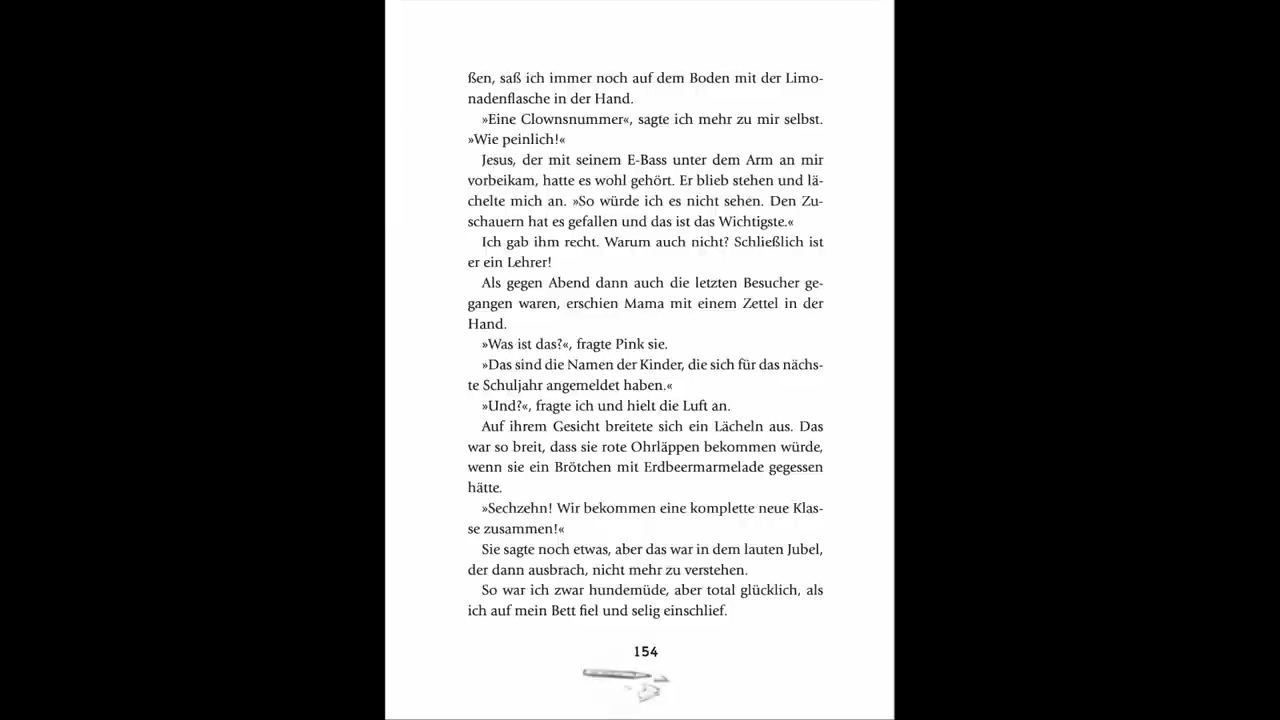 ßen, saß ich immer noch auf dem Boden mit der Limo-
nadenflasche in der Hand.
»Eine Clownsnummer«, sagte ich mehr zu mir selbst.
»Wie peinlich!«
Jesus, der mit seinem E-Bass unter dem Arm an mir
vorbeikam, hatte es wohl gehört. Er blieb stehen und lä-
chelte mich an. »So würde ich es nicht sehen. Den Zu-
schauern hat es gefallen und das ist das Wichtigste.«
Ich gab ihm recht. Warum auch nicht? Schließlich ist
er ein Lehrer!
Als gegen Abend dann auch die letzten Besucher ge-
gangen waren, erschien Mama mit einem Zettel in der
Hand.
»Was ist das?«, fragte Pink sie.
»Das sind die Namen der Kinder, die sich für das nächs-
te Schuljahr angemeldet haben.«
»Und?«, fragte ich und hielt die Luft an.
Auf ihrem Gesicht breitete sich ein Lächeln aus. Das
war so breit, dass sie rote Ohrläppen bekommen würde,
wenn sie ein Brötchen mit Erdbeermarmelade gegessen
hätte.
»Sechzehn! Wir bekommen eine komplette neue Klas-
se zusammen!«
Sie sagte noch etwas, aber das war in dem lauten Jubel,
der dann ausbrach, nicht mehr zu verstehen.
So war ich zwar hundemüde, aber total glücklich, als
ich auf mein Bett fiel und selig einschlief.
154